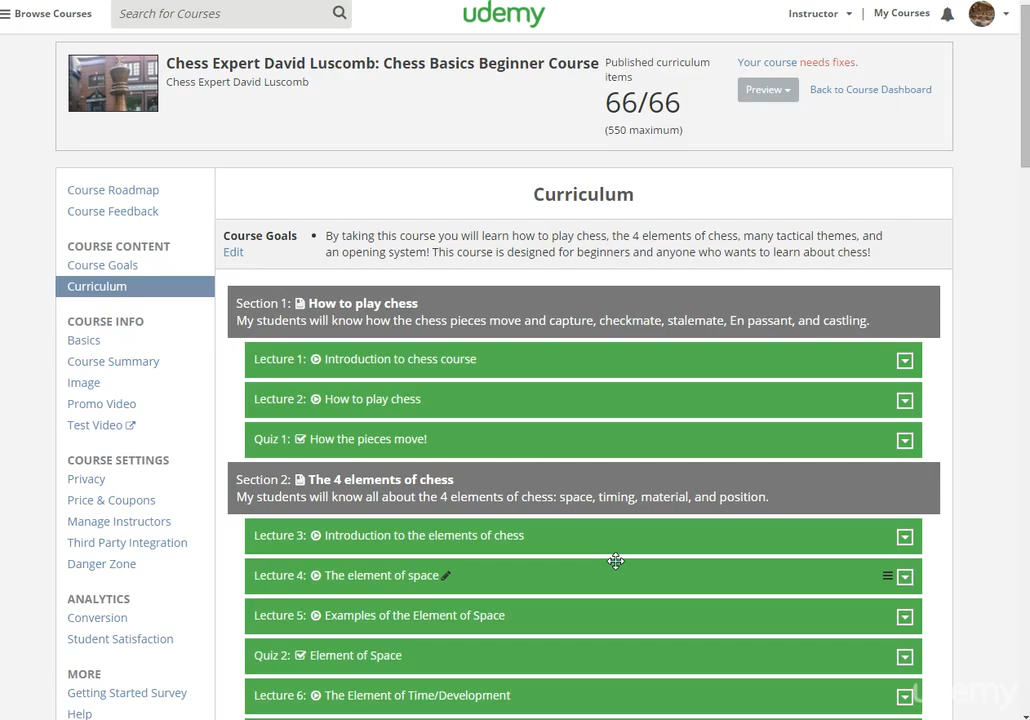 Browse Courses
Search for Courses
udemy
Instructor
My Courses
Chess Expert David Luscomb: Chess Basics Beginner Course
Chess Expert David Luscomb
Published curriculum
items
66/66
(550 maximum)
Your course needs fixes.
Preview
Back to Course Dashboard
Course Roadmap
Course Feedback
COURSE CONTENT
Course Goals
Curriculum
COURSE INFO
Basics
Course Summary
Image
Promo Video
Test Video
COURSE SETTINGS
Privacy
Price & Coupons
Manage Instructors
Third Party Integration
Danger Zone
ANALYTICS
Conversion
Student Satisfaction
MORE
Getting Started Survey
Help
Curriculum
Course Goals
Edit
• By taking this course you will learn how to play chess, the 4 elements of chess, many tactical themes, and
an opening system! This course is designed for beginners and anyone who wants to learn about chess!
Section 1: How to play chess
My students will know how the chess pieces move and capture, checkmate, stalemate, En passant, and castling.
Lecture 1: Introduction to chess course
Lecture 2: How to play chess
Quiz 1: How the pieces move!
Section 2: The 4 elements of chess
My students will know all about the 4 elements of chess: space, timing, material, and position.
Lecture 3: Introduction to the elements of chess
Lecture 4: The element of space
Lecture 5: Examples of the Element of Space
Quiz 2: Element of Space
Lecture 6: The Element of Time/Development
udemy